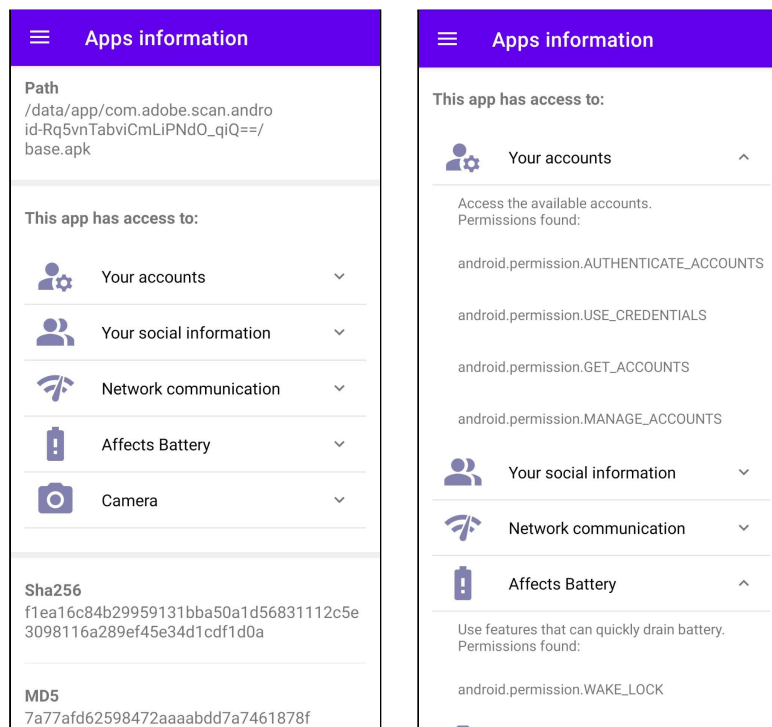 Apps information
Path
/data/app/com.adobe.scan.andro
id-Rq5vnTabviCmLiPNdO_qiQ==/
base.apk
This app has access to:
Your accounts
Your social information
Network communication
Affects Battery
Camera
Sha256
f1ea16c84b29959131bba50a1d56831112c5e
3098116a289ef45e34d1cdf1d0a
MD5
7a77afd62598472aaaabdd7a7461878f
Apps information
This app has access to:
Your accounts
Access the available accounts.
Permissions found:
android.permission.AUTHENTICATE_ACCOUNTS
android.permission.USE_CREDENTIALS
android.permission.GET_ACCOUNTS
android.permission.MANAGE_ACCOUNTS
Your social information
Network communication
Affects Battery
Use features that can quickly drain battery.
Permissions found:
android.permission.WAKE_LOCK